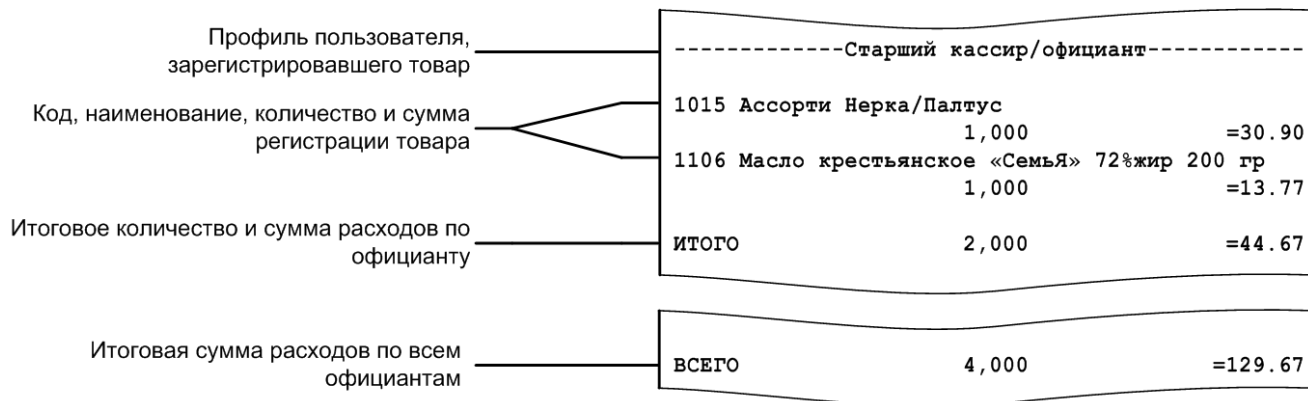 Профиль пользователя,
зарегистрировавшего товар
Код, наименование, количество и сумма
регистрации товара
Итоговое количество и сумма расходов по
официанту
Итоговая сумма расходов по всем
официантам
-------------Старший кассир/официант------------
1015 Ассорти Нерка/Палтус
1,000 =30.90
1106 Масло крестьянское «СемьЯ» 72%жир 200 гр
1,000 =13.77
ИТОГО 2,000 =44.67
ВСЕГО 4,000 =129.67